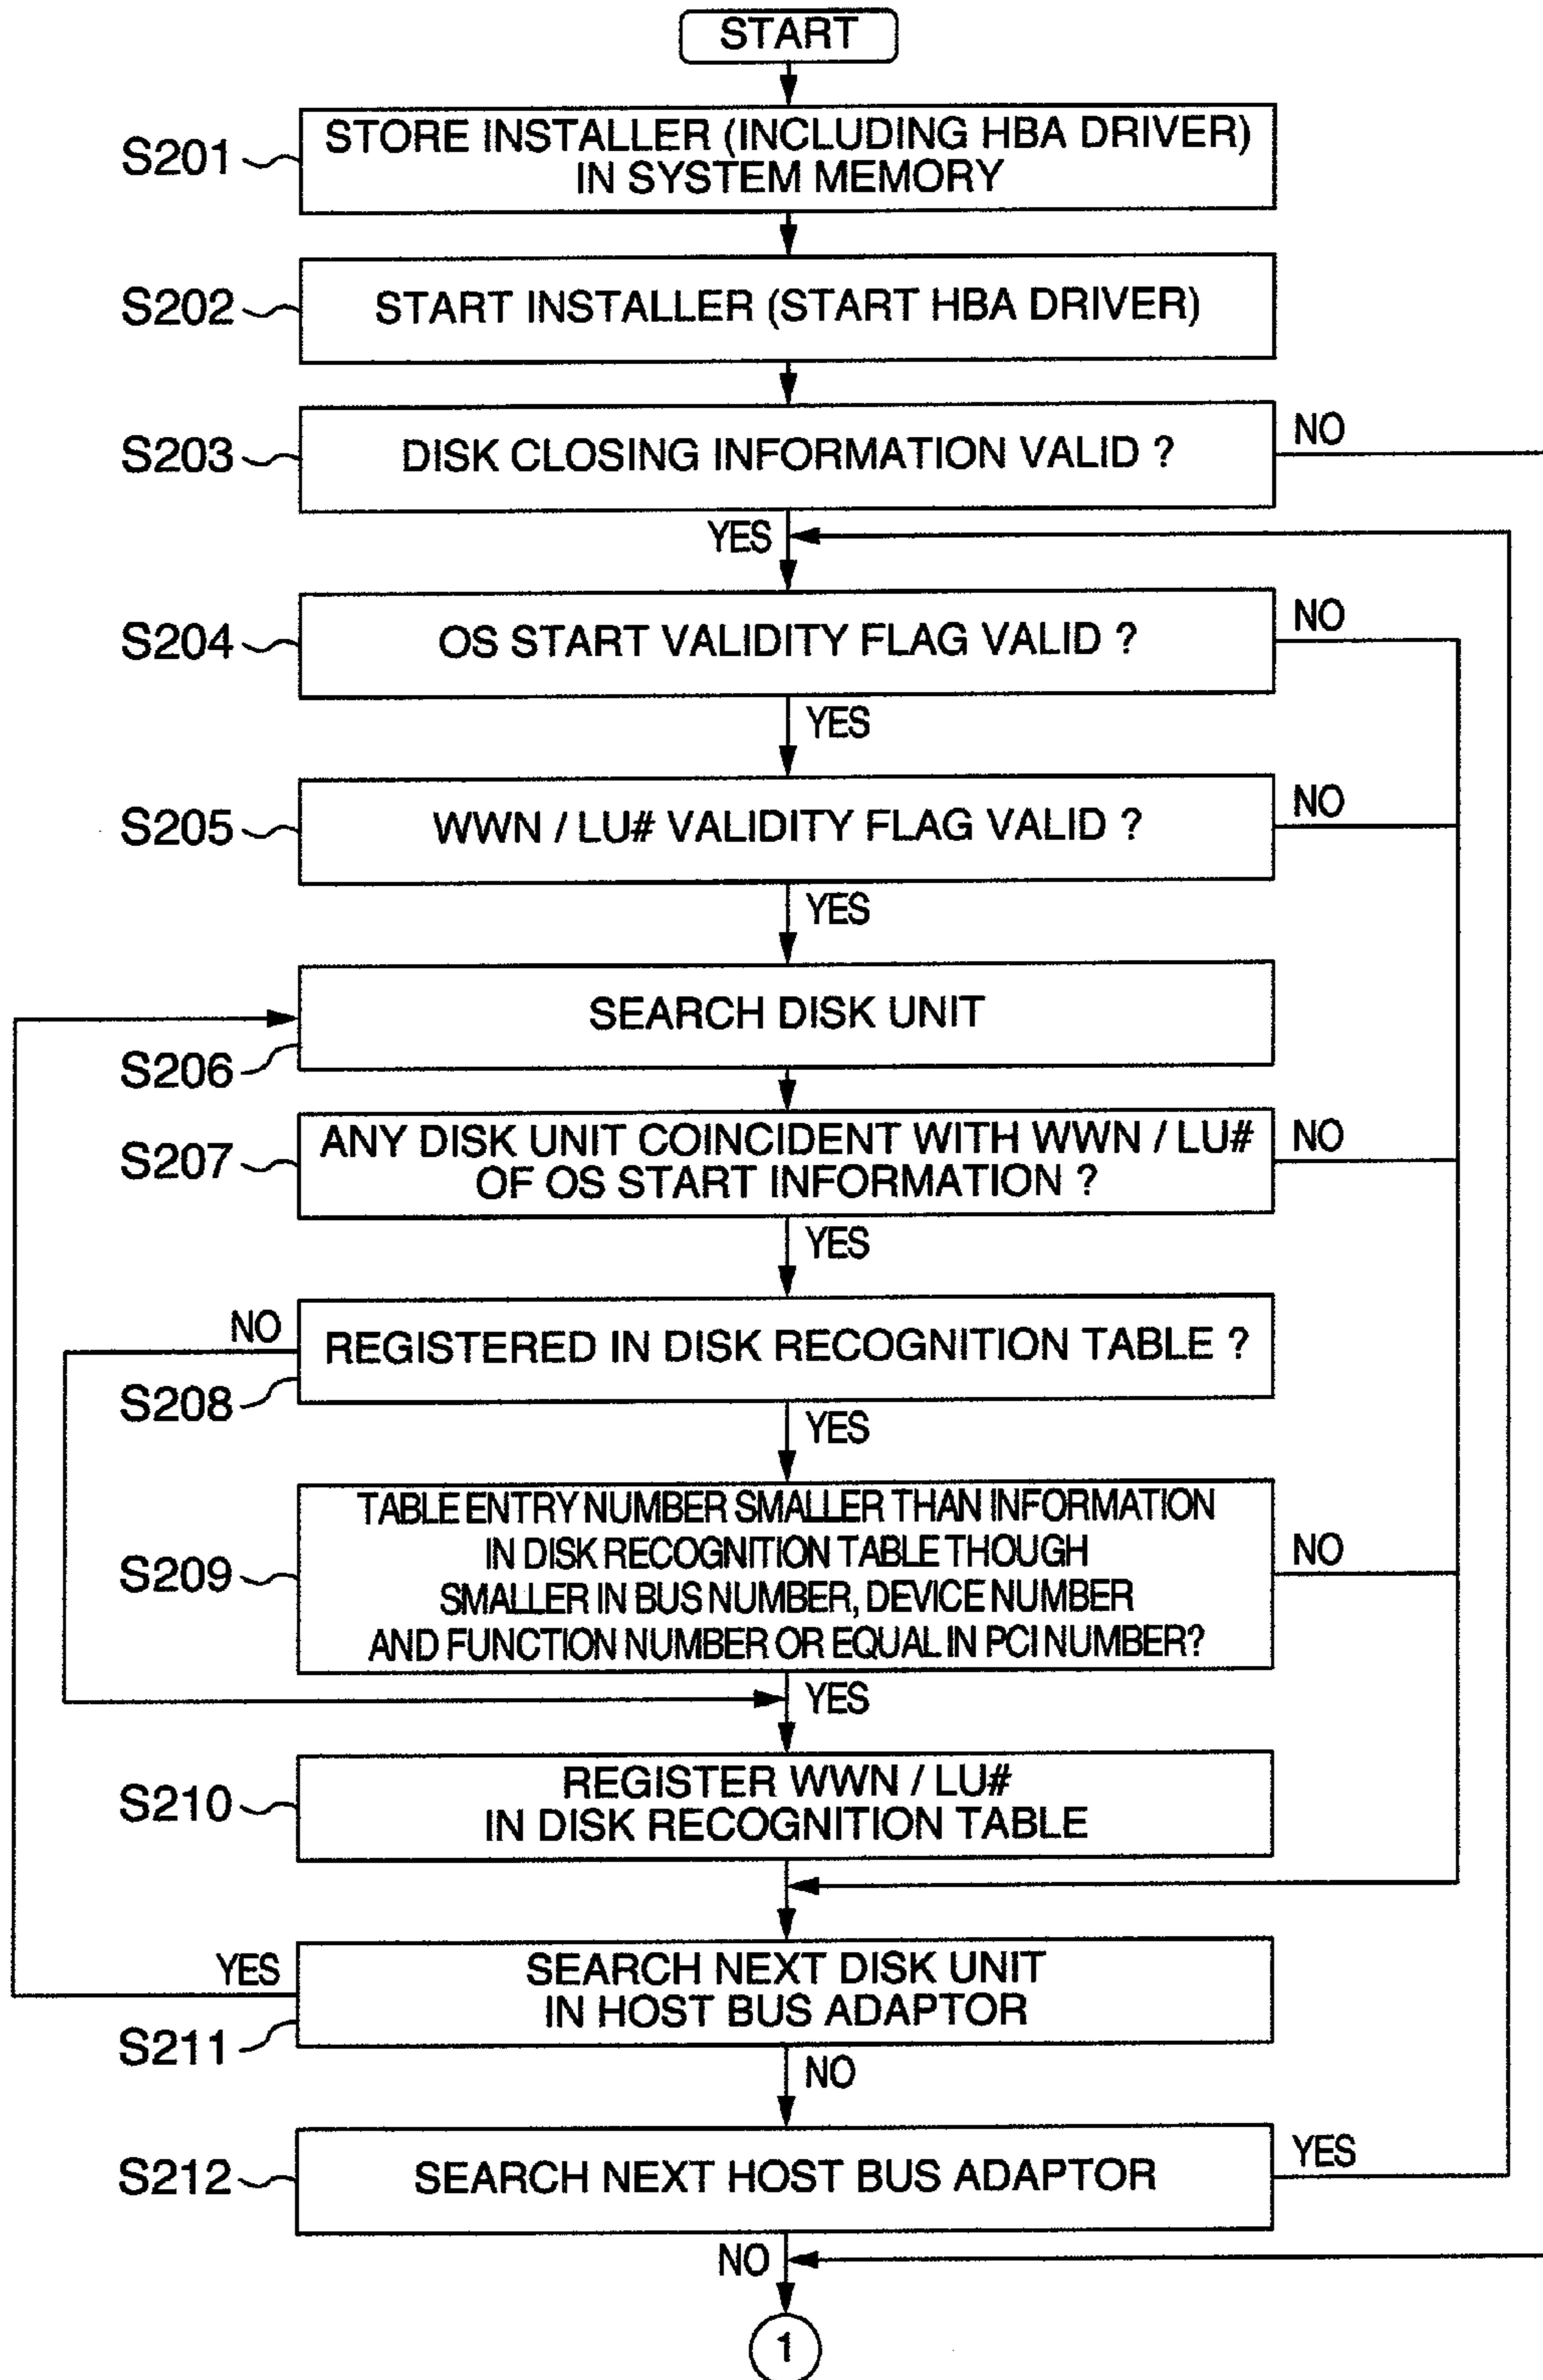 START
S201
STORE INSTALLER (INCLUDING HBA DRIVER)
IN SYSTEM MEMORY
S202
START INSTALLER (START HBA DRIVER)
S203
DISK CLOSING INFORMATION VALID ?
NO
YES
S204
OS START VALIDITY FLAG VALID ?
NO
YES
S205
WWN / LU# VALIDITY FLAG VALID ?
NO
YES
SEARCH DISK UNIT
S206
S207
ANY DISK UNIT COINCIDENT WITH WWN / LU#
OF OS START INFORMATION ?
NO
YES
NO
REGISTERED IN DISK RECOGNITION TABLE ?
S208
YES
S209
TABLE ENTRY NUMBER SMALLER THAN INFORMATION
IN DISK RECOGNITION TABLE THOUGH
SMALLER IN BUS NUMBER, DEVICE NUMBER
AND FUNCTION NUMBER OR EQUAL IN PCI NUMBER?
NO
YES
S210
REGISTER WWN / LU#
IN DISK RECOGNITION TABLE
YES
SEARCH NEXT DISK UNIT
IN HOST BUS ADAPTOR
S211
NO
S212
SEARCH NEXT HOST BUS ADAPTOR
YES
NO
1